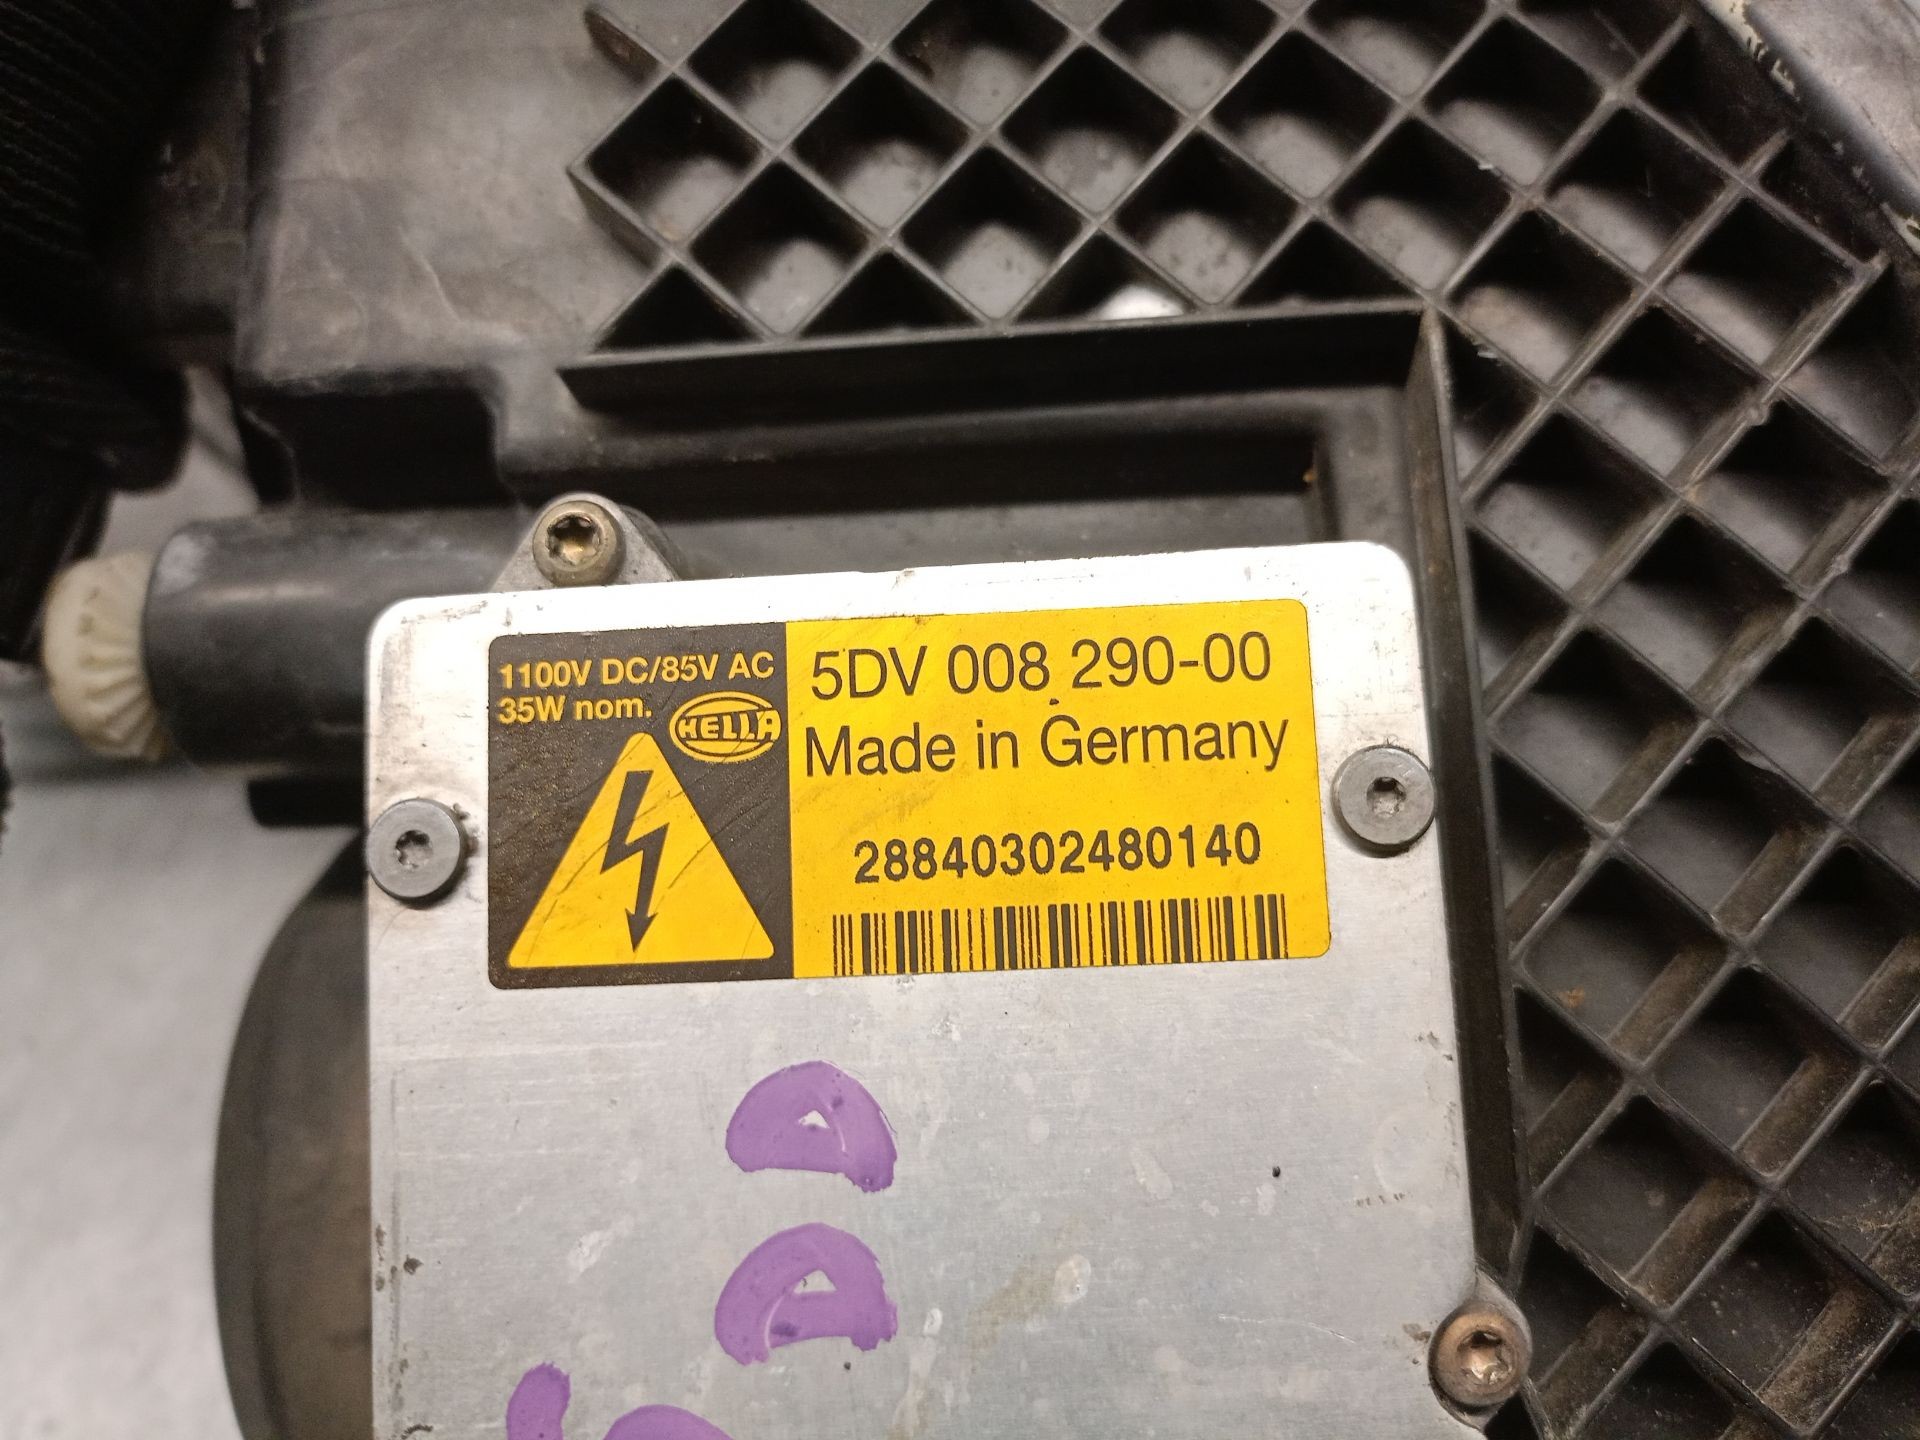 1100V DC/85V AC
35W nom.
HELLA
5DV 008 290-00
Made in Germany
28840302480140